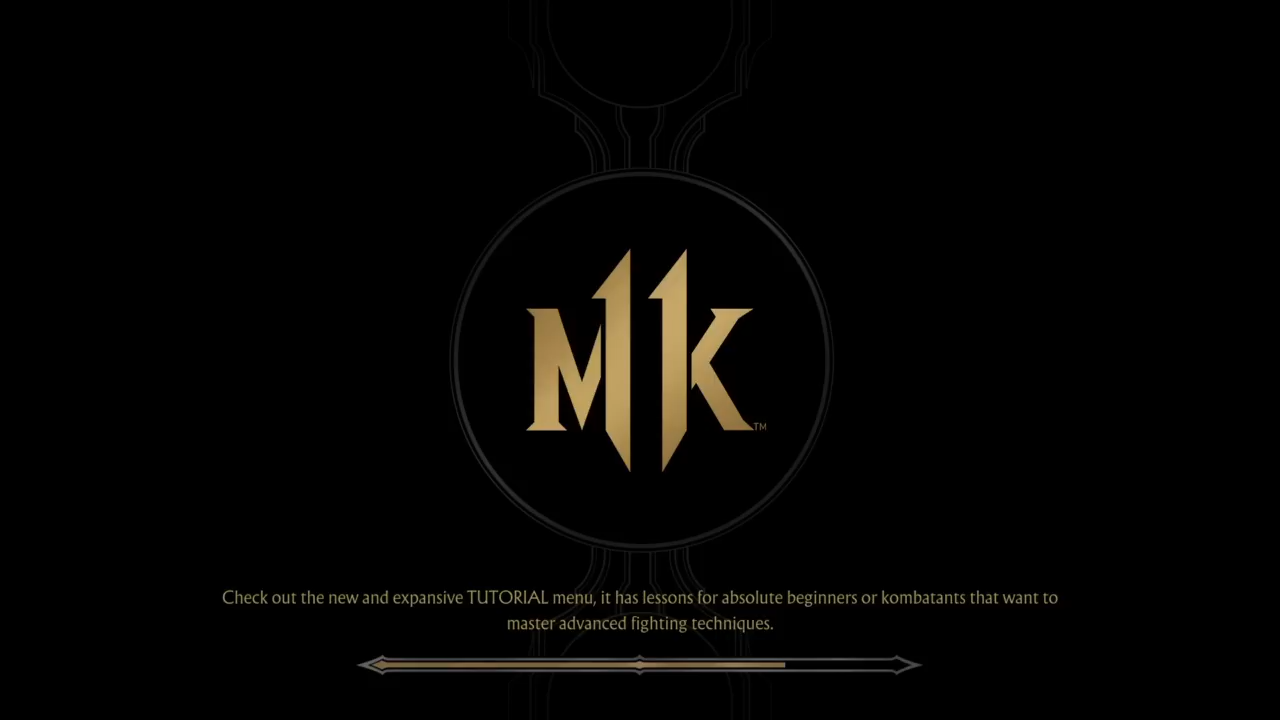 M11K™
Check out the new and expansive TUTORIAL menu, it has lessons for absolute beginners or kombatants that want to
master advanced fighting techniques.